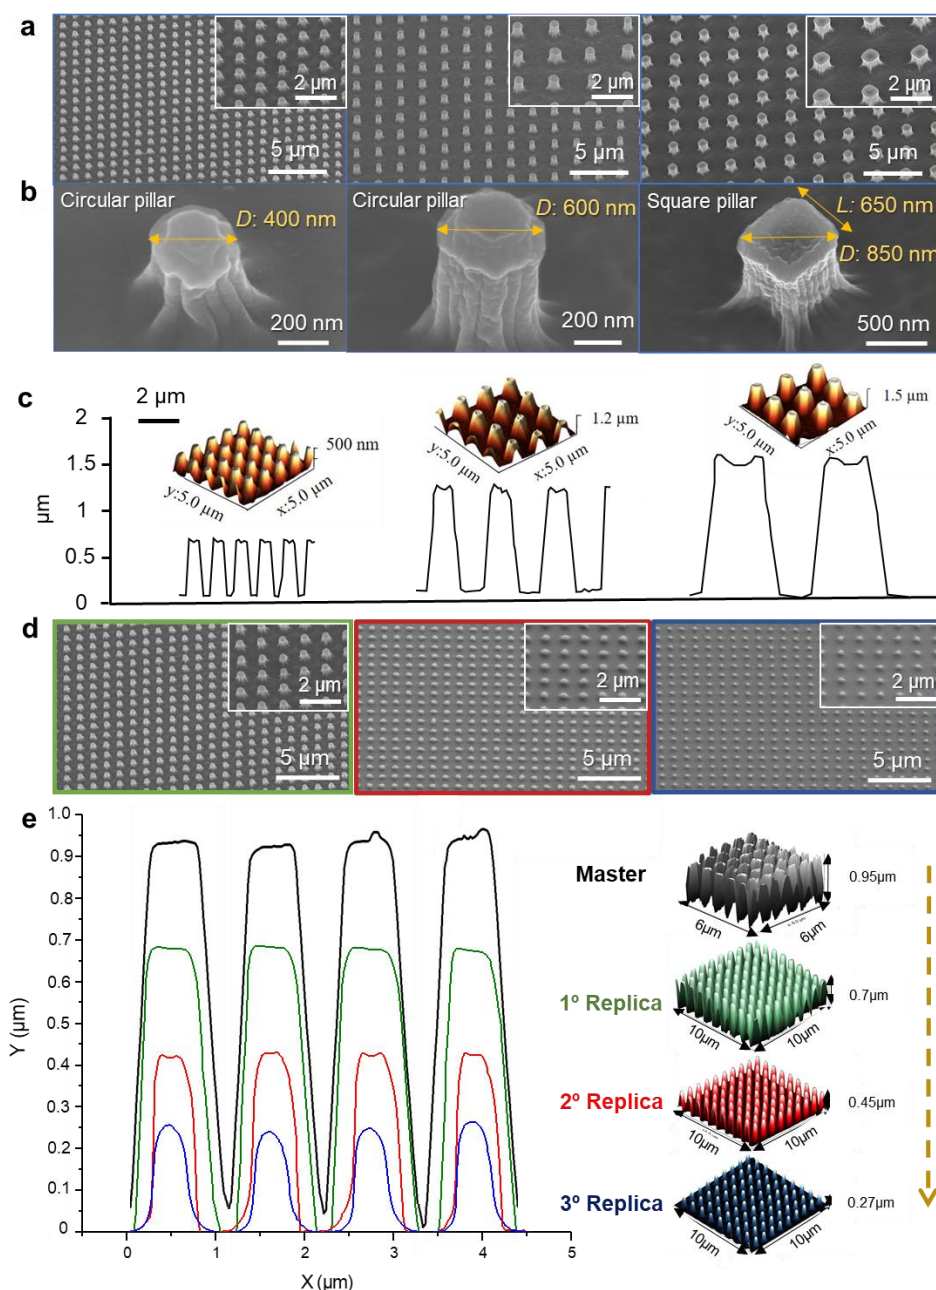 a
2 µm
5 µm
2 µm
5 µm
2 µm
5 µm
b
Circular pillar
D: 400 nm
200 nm
Circular pillar
D: 600 nm
200 nm
Square pillar
L: 650 nm
D: 850 nm
500 nm
c
2 µm
2
1.5
1
0.5
0
µm
500 nm
y:5.0 µm
x:5.0 µm
1.2 µm
y:5.0 µm
x:5.0 µm
1.5 µm
y:5.0 µm
x:5.0 µm
d
2 µm
5 µm
2 µm
5 µm
2 µm
5 µm
e
1.0
0.9
0.8
0.7
0.6
0.5
0.4
0.3
0.2
0.1
0
Y ((µm)
0
1
2
3
4
5
X (µm)
Master
0.95µm
6µm
6µm
1º Replica
0.7µm
10µm
10µm
2º Replica
0.45µm
10µm
10µm
3º Replica
0.27µm
10µm
10µm